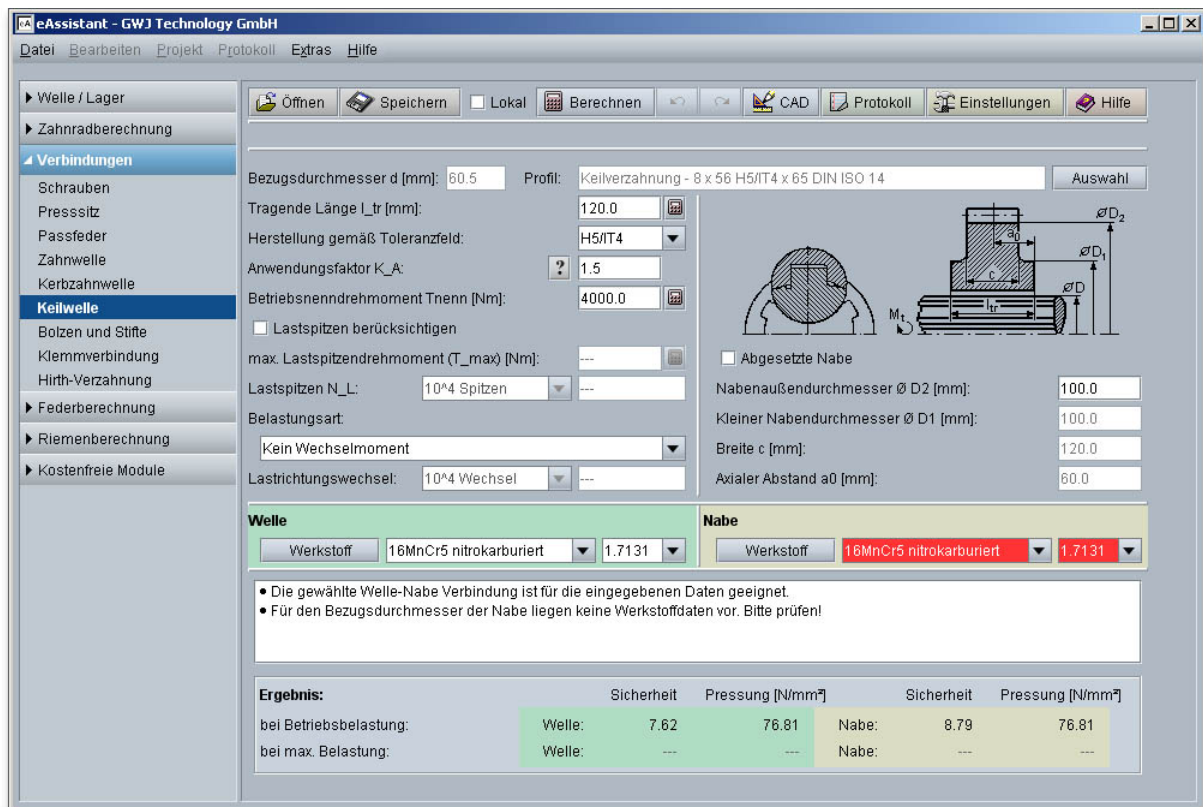 eAssistant - GWJ Technology GmbH
Datei Bearbeiten Projekt Protokoll Extras Hilfe
Welle / Lager
Zahnradberechnung
Verbindungen
Schrauben
Presssitz
Passfeder
Zahnwelle
Kerbzahnwelle
Keilwelle
Bolzen und Stifte
Klemmverbindung
Hirth-Verzahnung
Federberechnung
Riemenberechnung
Kostenfreie Module
Öffnen Speichern Lokal Berechnen CAD Protokoll Einstellungen Hilfe
Bezugsdurchmesser d [mm]: 60.5 Profil: Keilverzahnung - 8 x 56 H5/IT4 x 65 DIN ISO 14 Auswahl
Tragende Länge l_tr [mm]: 120.0
Herstellung gemäß Toleranzfeld: H5/IT4
Anwendungsfaktor K_A: ? 1.5
Betriebsnenndrehmoment Tnenn [Nm]: 4000.0
Lastspitzen berücksichtigen
max. Lastspitzendrehmoment (T_max) [Nm]: ---
Lastspitzen N_L: 10^4 Spitzen ---
Belastungsart:
Kein Wechselmoment
Lastrichtungswechsel: 10^4 Wechsel ---
ØD2
a0
ØD1
c
ØD
ltr
Mt
Abgesetzte Nabe
Nabenaußendurchmesser Ø D2 [mm]: 100.0
Kleiner Nabendurchmesser Ø D1 [mm]: 100.0
Breite c [mm]: 120.0
Axialer Abstand a0 [mm]: 60.0
Welle
Werkstoff 16MnCr5 nitrokarburiert 1.7131
Nabe
Werkstoff 16MnCr5 nitrokarburiert 1.7131
• Die gewählte Welle-Nabe Verbindung ist für die eingegebenen Daten geeignet.
• Für den Bezugsdurchmesser der Nabe liegen keine Werkstoffdaten vor. Bitte prüfen!
Ergebnis: Sicherheit Pressung [N/mm²] Sicherheit Pressung [N/mm²]
bei Betriebsbelastung: Welle: 7.62 76.81 Nabe: 8.79 76.81
bei max. Belastung: Welle: --- --- Nabe: --- ---